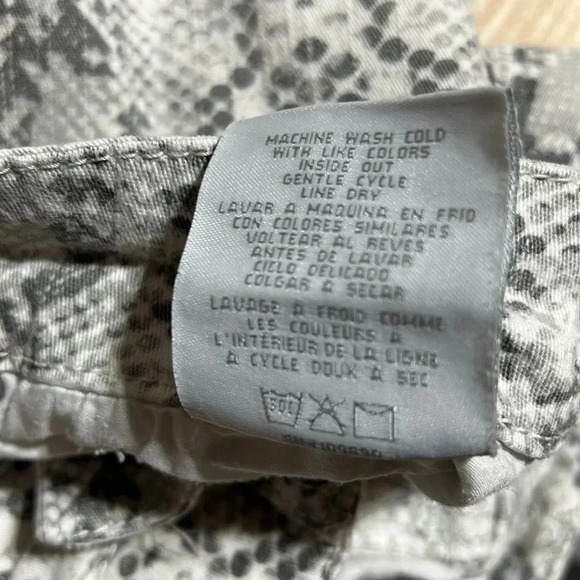 MACHINE WASH COLD
WITH LIKE COLORS
INSIDE OUT
GENTLE CYCLE
LINE DRY
LAVAR A MAQUINA EN FRIO
CON COLORES SIMILARES
VOLTEAR AL REVES
ANTES DE LAVAR
CICLO DELICADO
COLGAR A SECAR
LAVAGE À FROID COMME
LES COULEURS À
L'INTÉRIEUR DE LA LIGNE
À CYCLE DOUX À SEC